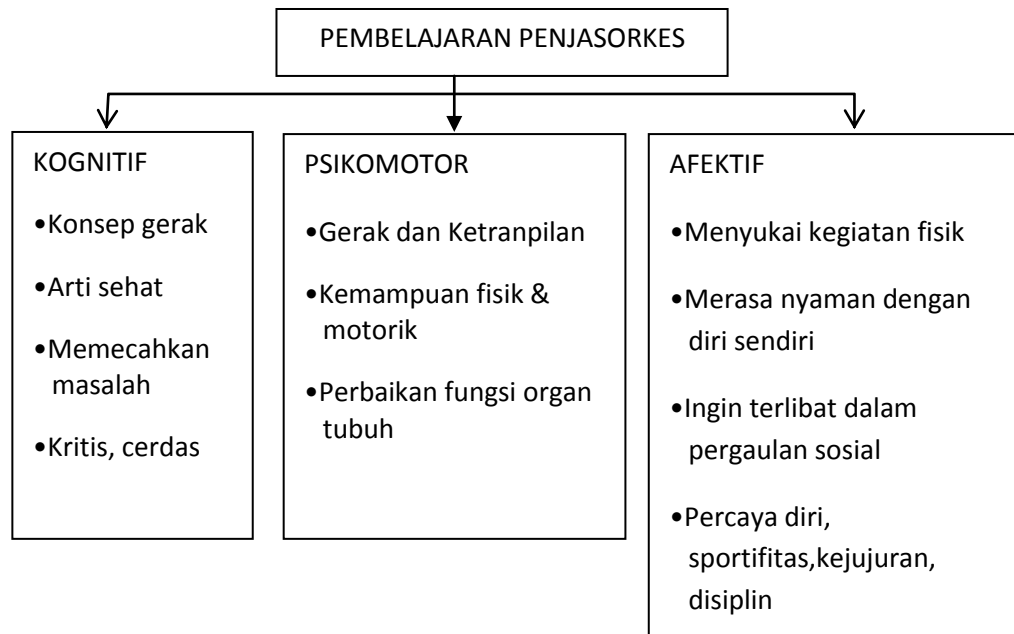 PEMBELAJARAN PENJASORKES
KOGNITIF
•Konsep gerak
•Arti sehat
•Memecahkan
masalah
•Kritis, cerdas
PSIKOMOTOR
•Gerak dan Ketranpilan
•Kemampuan fisik &
motorik
•Perbaikan fungsi organ
tubuh
AFEKTIF
•Menyukai kegiatan fisik
•Merasa nyaman dengan
diri sendiri
•Ingin terlibat dalam
pergaulan sosial
•Percaya diri,
sportifitas,kejujuran,
disiplin